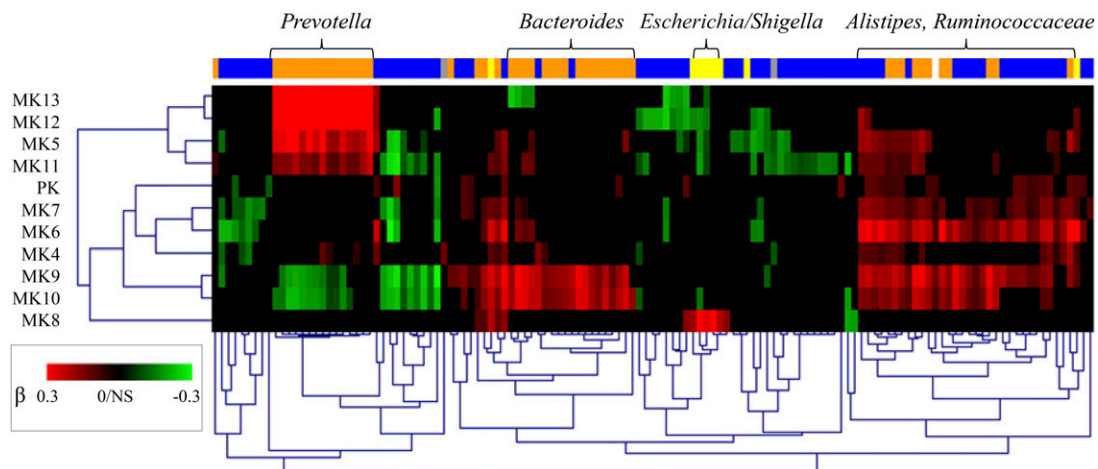 Prevotella Bacteroides Escherichia/Shigella Alistipes, Ruminococcaceae
MK13
MK12
MK5
MK11
PK
MK7
MK6
MK4
MK9
MK10
MK8
β 0.3 0/NS -0.3